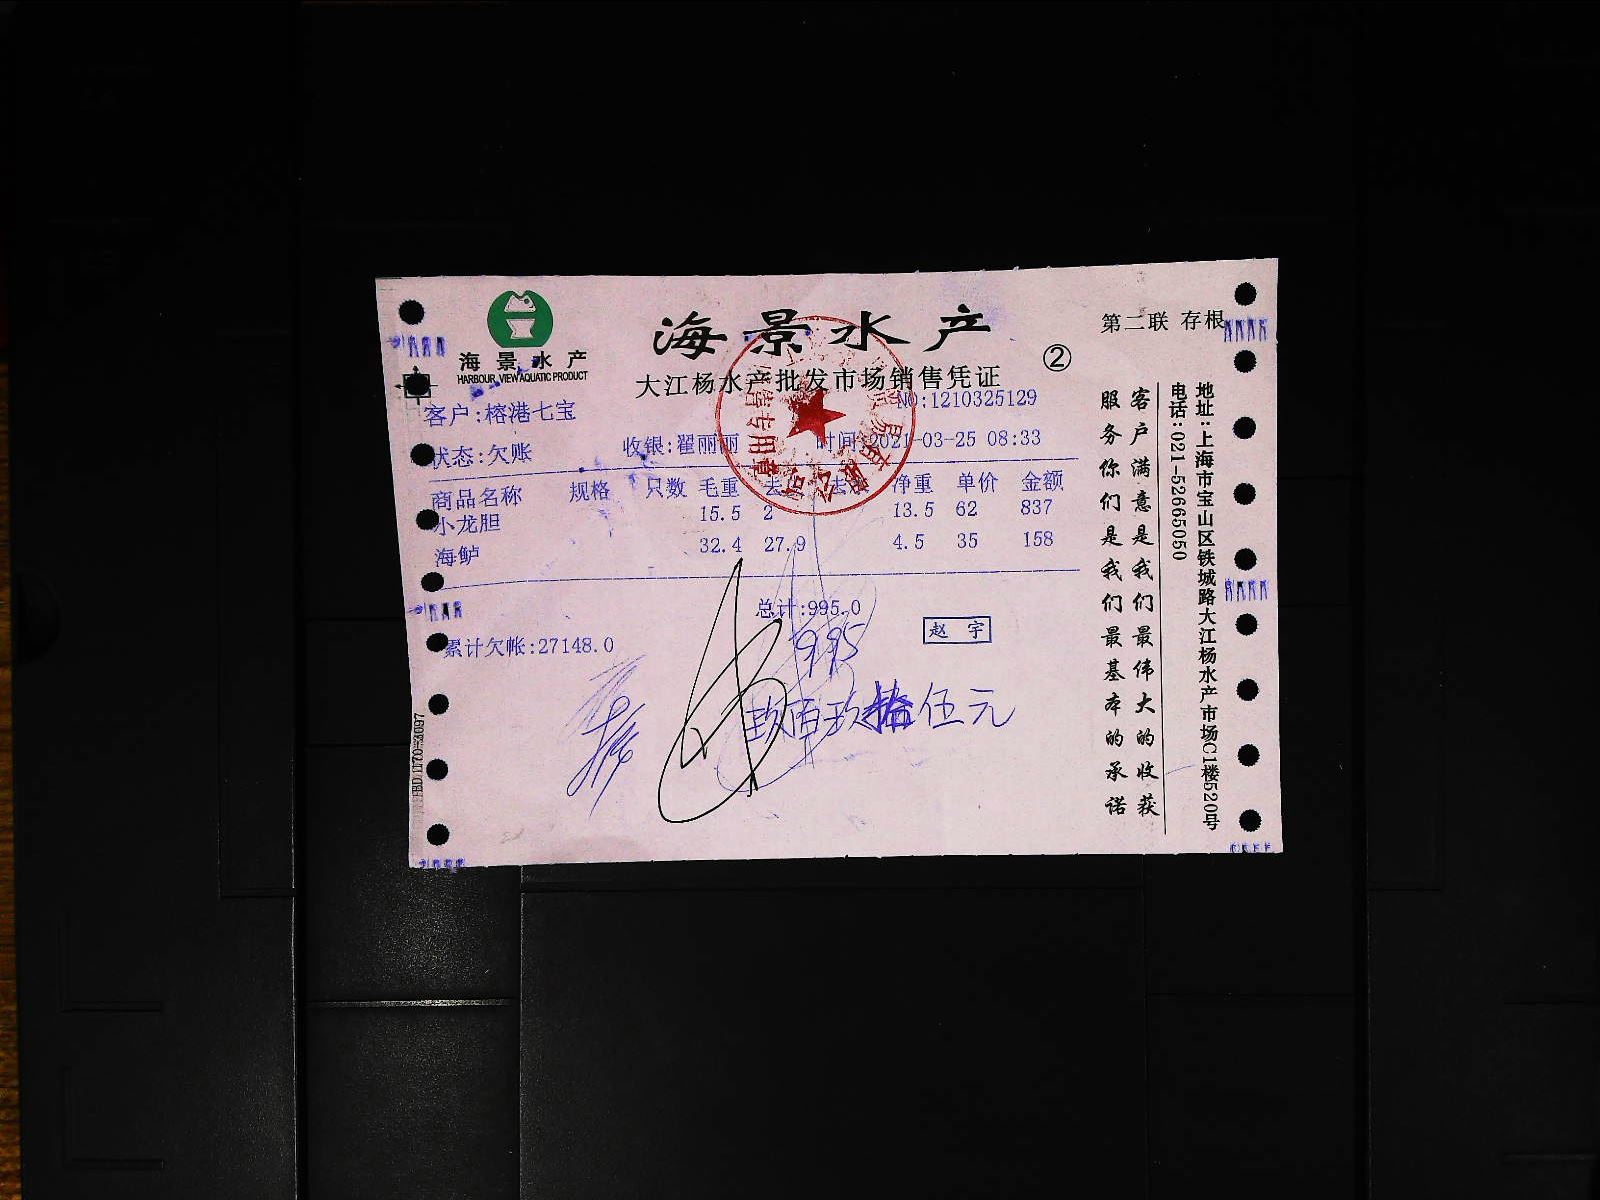 海景水产
HARBOUR VIEW AQUATIC PRODUCT
海景水产
第二联 存根
②
大江杨水产批发市场销售凭证
NO:1210325129
客户:榕港七宝
状态:欠账 收银:翟丽丽 时间:2021-03-25 08:33
商品名称 规格 只数 毛重 去 去 净重 单价 金额
小龙胆 15.5 2 13.5 62 837
海鲈 32.4 27.9 4.5 35 158
总计:995.0
995
赵宇
累计欠帐:27148.0
玖佰玖拾伍元
客户满意是我们最伟大的收获
服务你们是我们最基本的承诺
地址:上海市宝山区铁城路大江杨水产市场C1楼520号
电话:021-52665050